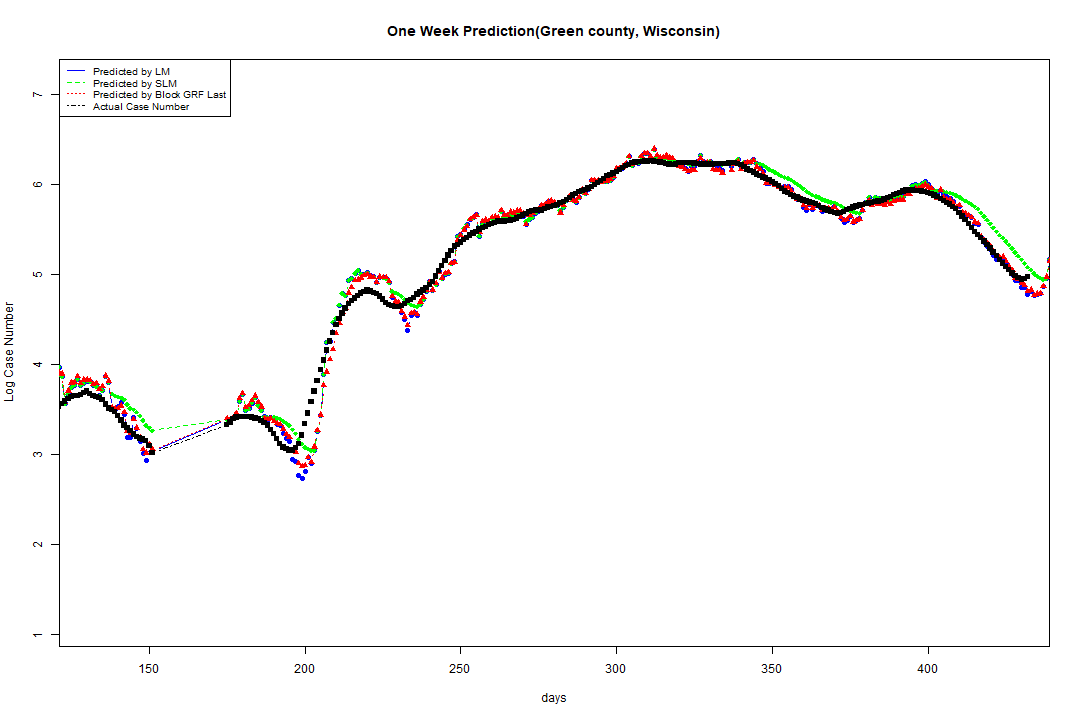 One Week Prediction(Green county, Wisconsin)
Predicted by LM
Predicted by SLM
Predicted by Block GRF Last
Actual Case Number
7
6
5
4
3
2
1
Log Case Number
150 200 250 300 350 400
days